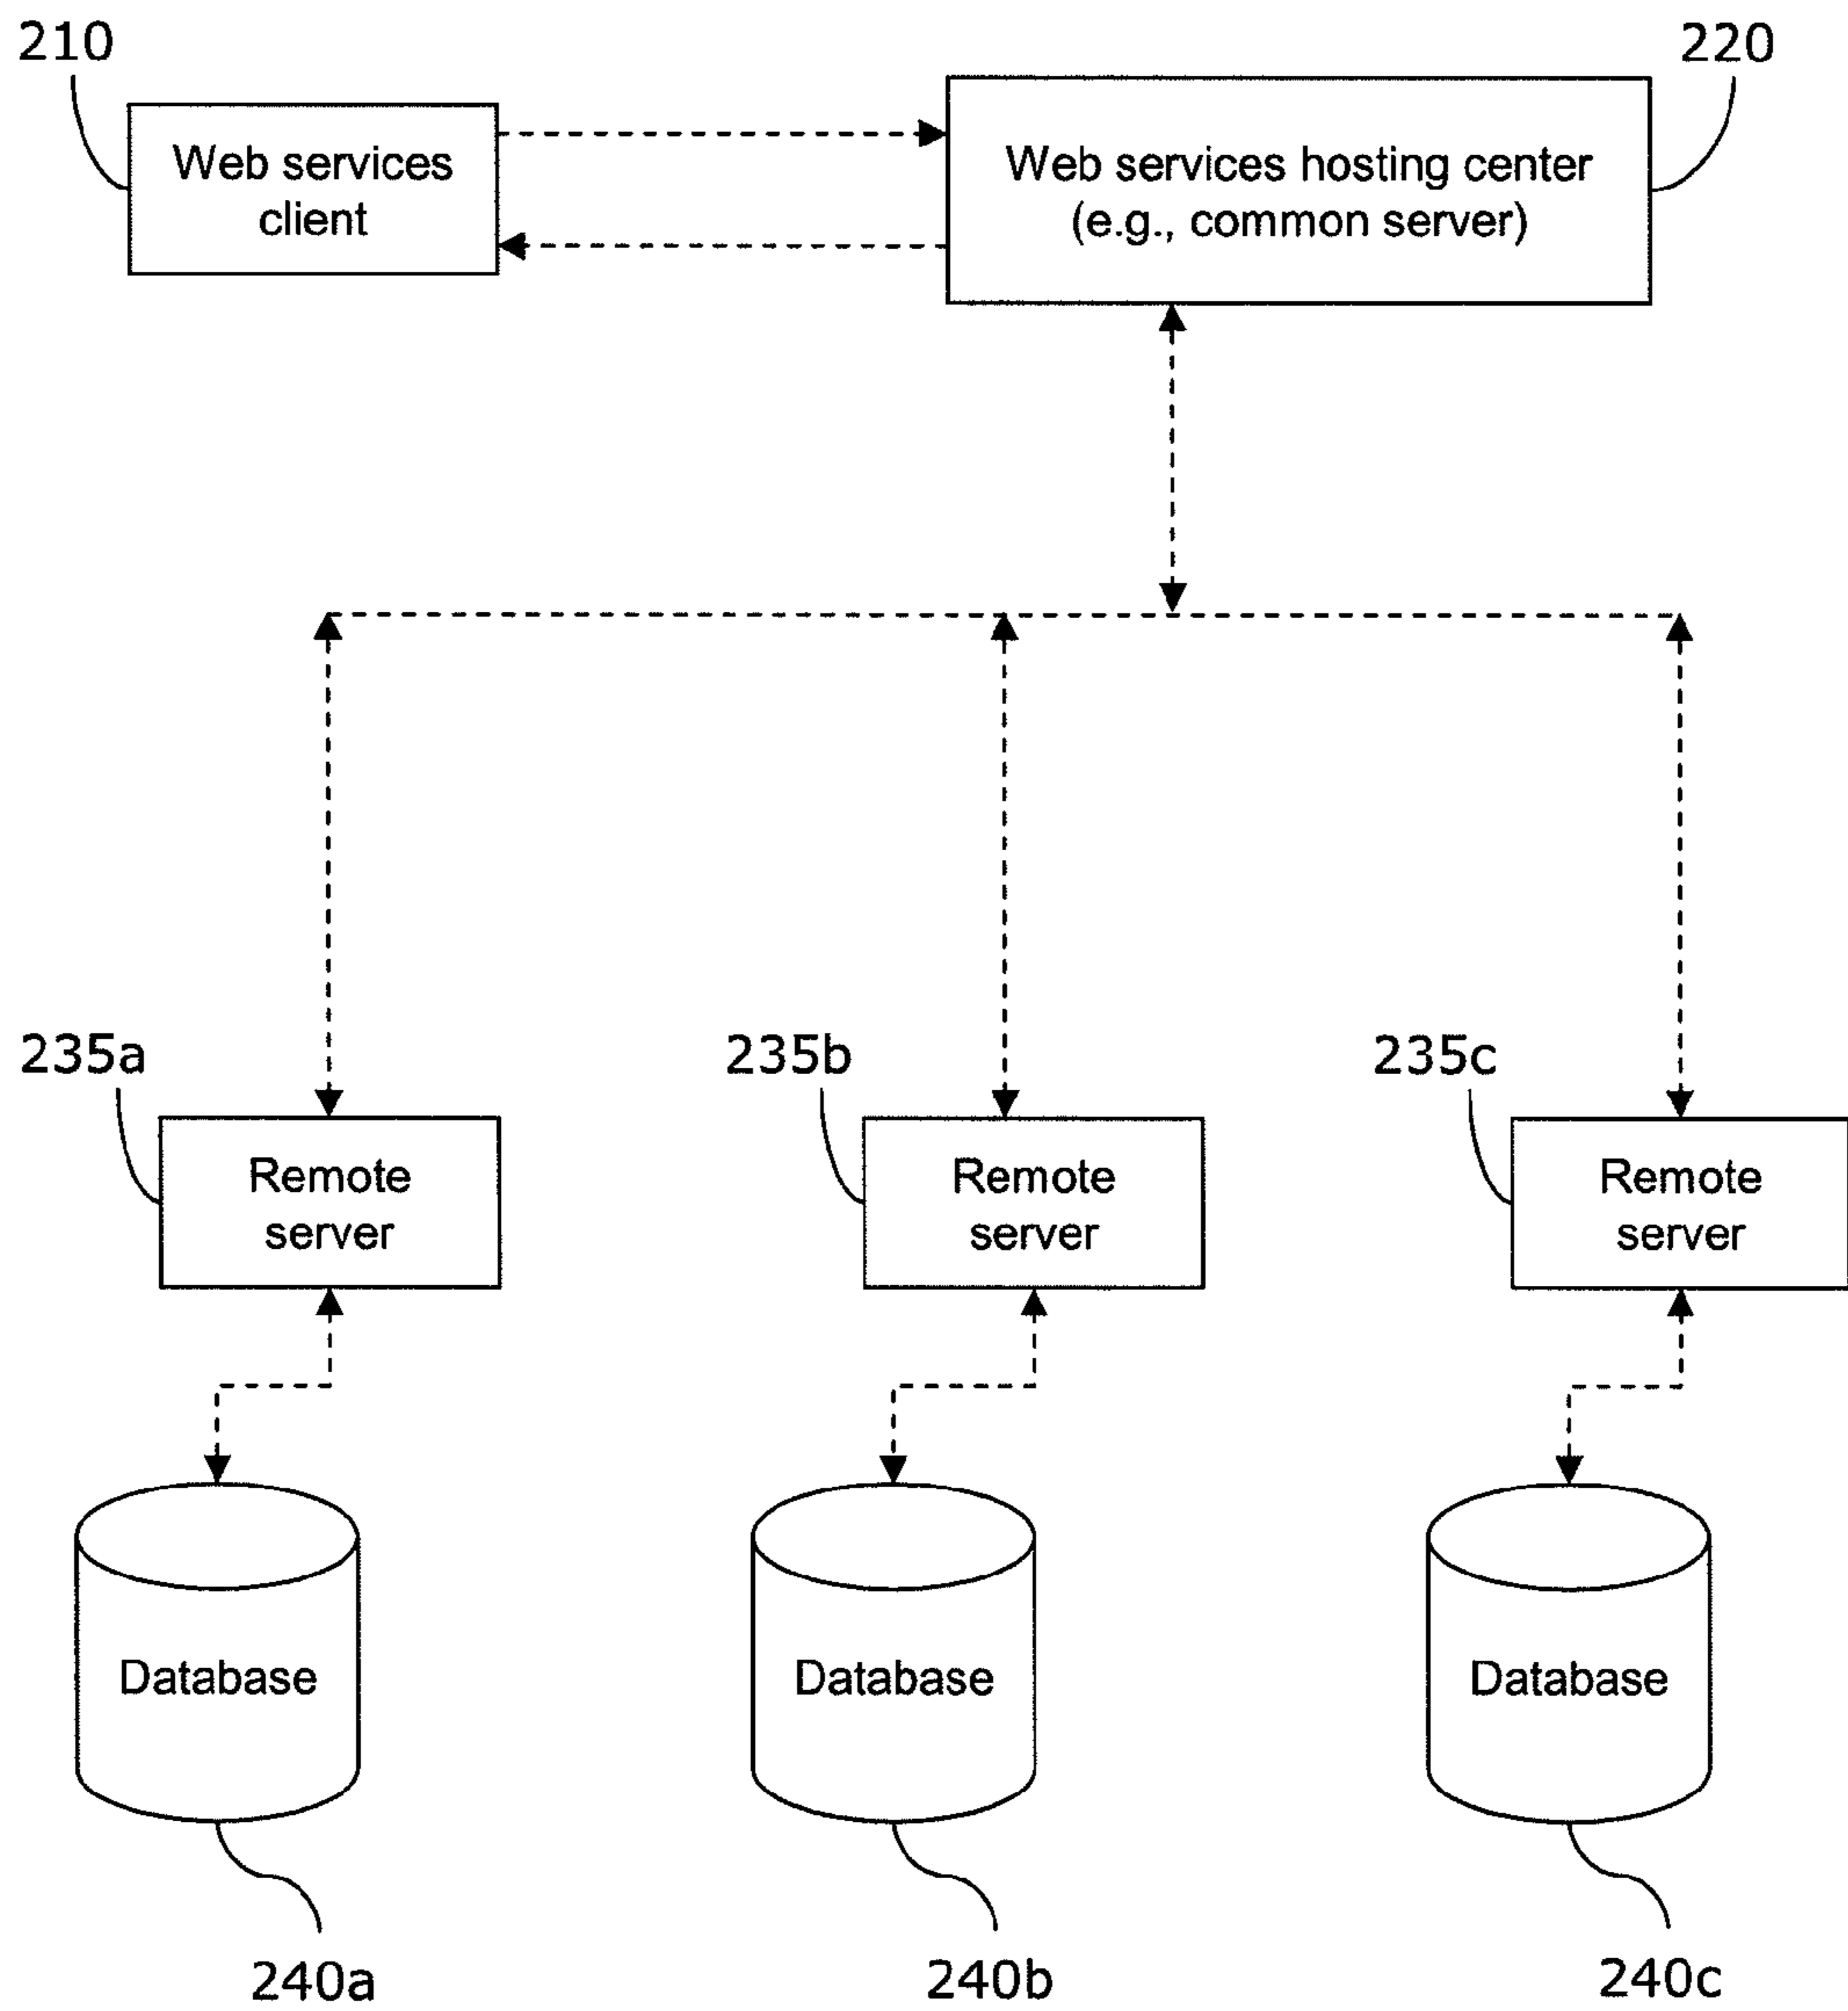 210
220
Web services
client
Web services hosting center
(e.g., common server)
235a
235b
235c
Remote
server
Remote
server
Remote
server
Database
Database
Database
240a
240b
240c